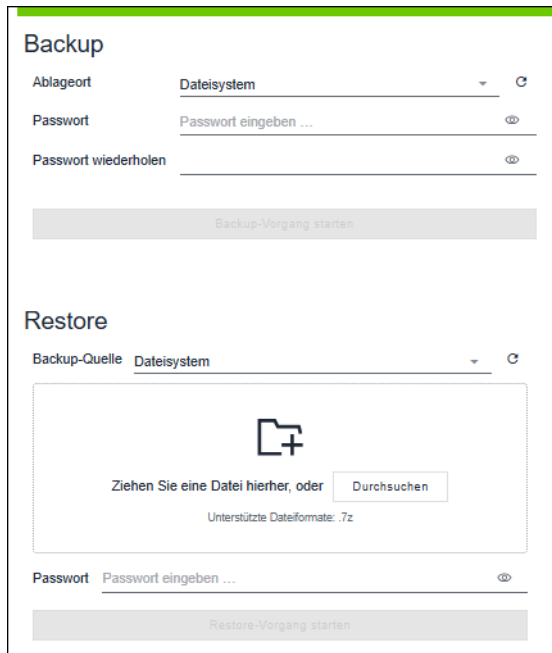 Backup
Ablageort Dateisystem
Passwort Passwort eingeben ...
Passwort wiederholen
Backup-Vorgang starten
Restore
Backup-Quelle Dateisystem
Ziehen Sie eine Datei hierher, oder Durchsuchen
Unterstützte Dateiformate: .7z
Passwort Passwort eingeben ...
Restore-Vorgang starten